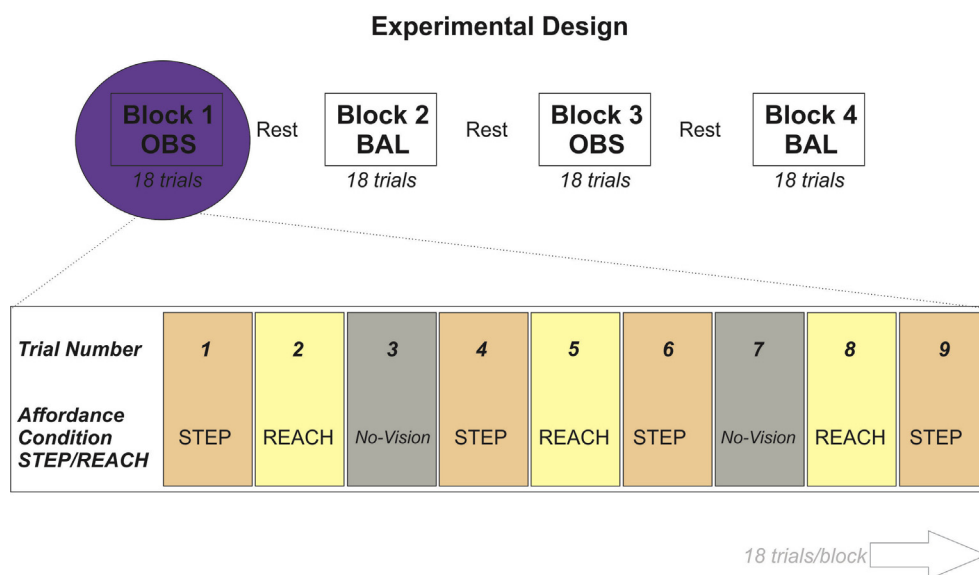 Experimental Design
Block 1
OBS
18 trials
Rest
Block 2
BAL
18 trials
Rest
Block 3
OBS
18 trials
Rest
Block 4
BAL
18 trials
Trial Number 1 2 3 4 5 6 7 8 9
Affordance
Condition
STEP/REACH
STEP REACH No-Vision STEP REACH STEP No-Vision REACH STEP
18 trials/block